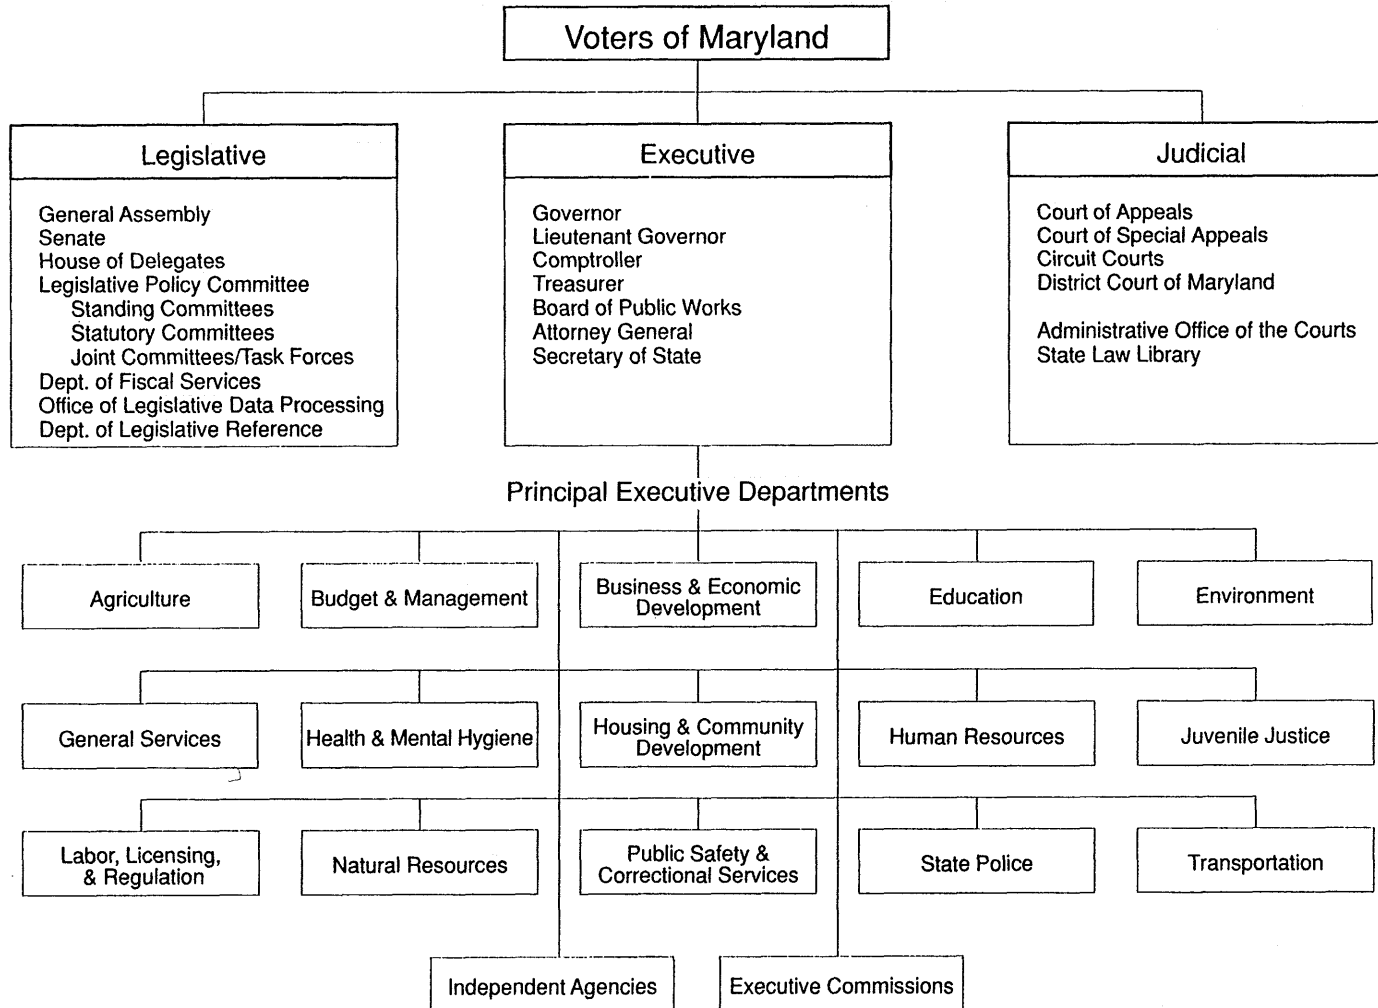 Voters of Maryland
Legislative
General Assembly
Senate
House of Delegates
Legislative Policy Committee
Standing Committees
Statutory Committees
Joint Committees/Task Forces
Dept. of Fiscal Services
Office of Legislative Data Processing
Dept. of Legislative Reference
Executive
Governor
Lieutenant Governor
Comptroller
Treasurer
Board of Public Works
Attorney General
Secretary of State
Judicial
Court of Appeals
Court of Special Appeals
Circuit Courts
District Court of Maryland
Administrative Office of the Courts
State Law Library
Principal Executive Departments
Agriculture
Budget & Management
Business & Economic
Development
Education
Environment
General Services
Health & Mental Hygiene
Housing & Community
Development
Human Resources
Juvenile Justice
Labor, Licensing,
& Regulation
Natural Resources
Public Safety &
Correctional Services
State Police
Transportation
Independent Agencies
Executive Commissions